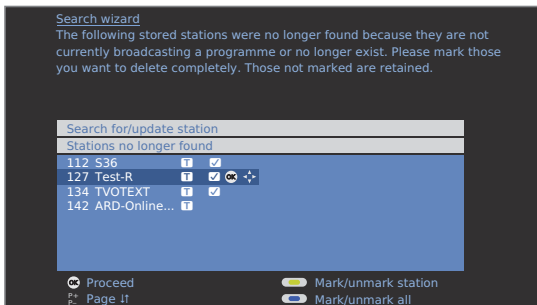 Search wizard
The following stored stations were no longer found because they are not
currently broadcasting a programme or no longer exist. Please mark those
you want to delete completely. Those not marked are retained.
Search for/update station
Stations no longer found
112 S36 T
127 Test-R T OK
134 TVOTEXT T
142 ARD-Online... T
OK Proceed
Mark/unmark station
P+ P– Page
Mark/unmark all